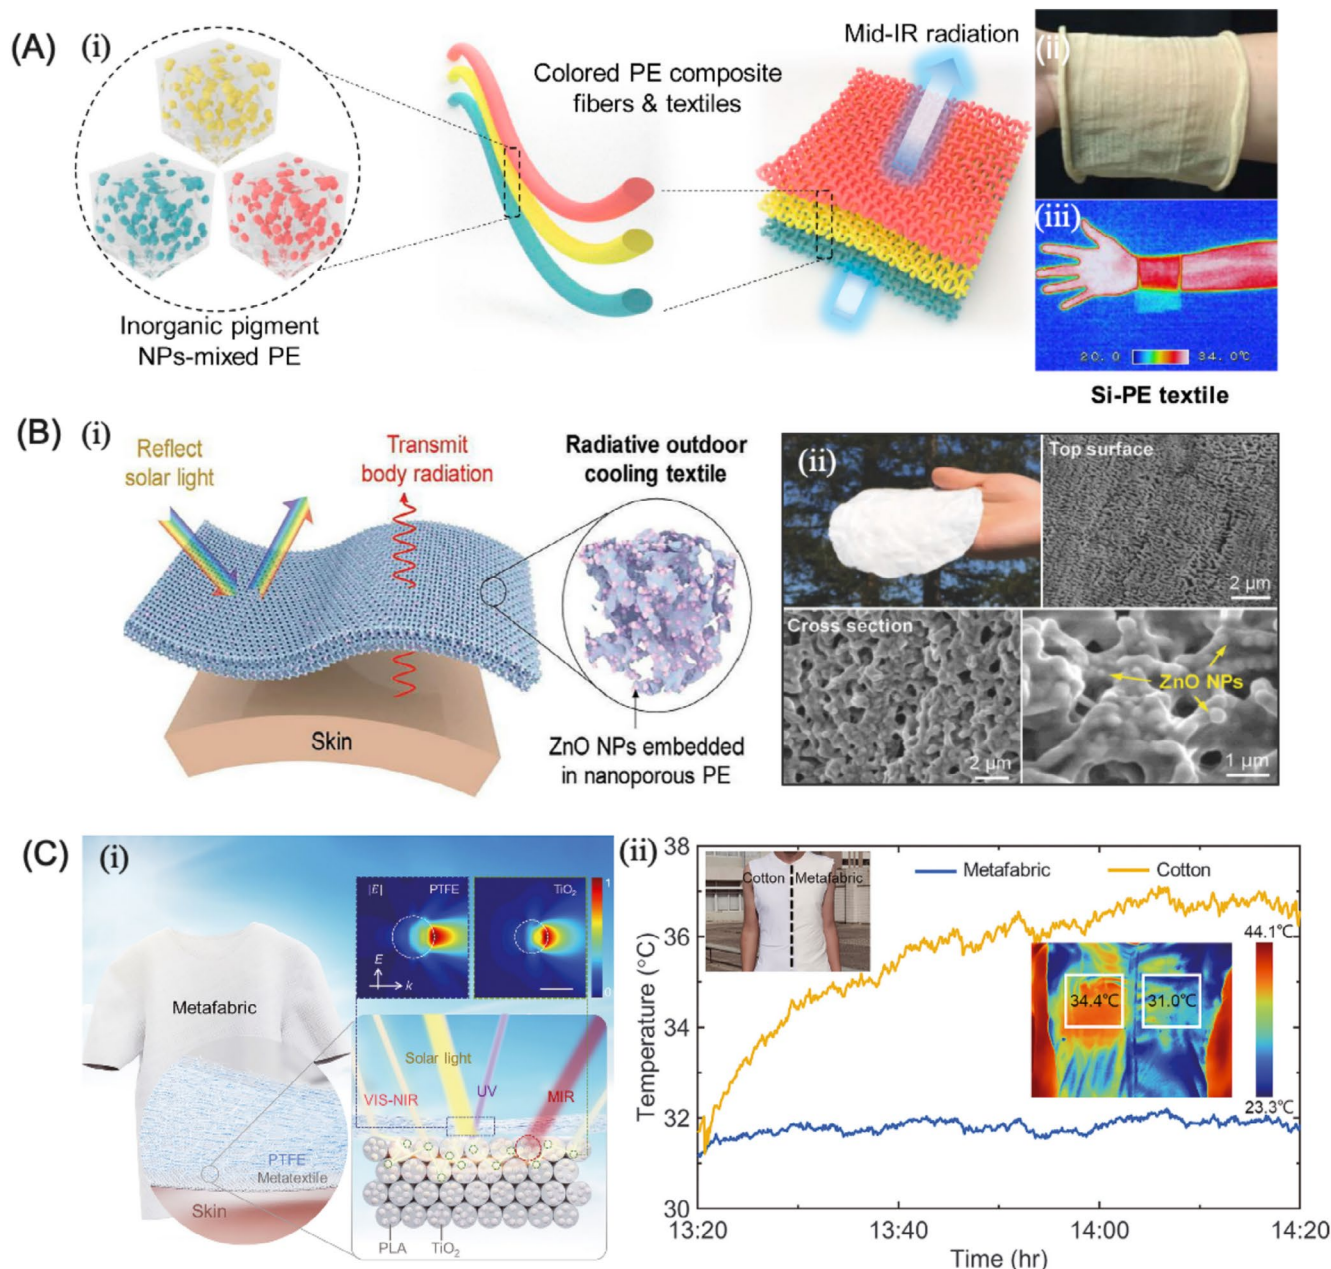 (A)
(i)
Inorganic pigment
NPs-mixed PE
Colored PE composite
fibers & textiles
Mid-IR radiation
(ii)
(iii)
20.0
34.0℃
Si-PE textile
(B)
(i)
Reflect
solar light
Transmit
body radiation
Radiative outdoor
cooling textile
Skin
ZnO NPs embedded
in nanoporous PE
(ii)
Top surface
2 μm
Cross section
2 μm
ZnO NPs
1 μm
(C)
(i)
Metafabric
PTFE
Metatextile
Skin
|E|
PTFE
TiO₂
E
k
1
0
Solar light
VIS-NIR
UV
MIR
PLA
TiO₂
(ii)
38
36
34
32
30
Temperature (°C)
13:20
13:40
14:00
14:20
Time (hr)
Metafabric
Cotton
Cotton
Metafabric
34.4℃
31.0℃
44.1℃
23.3℃